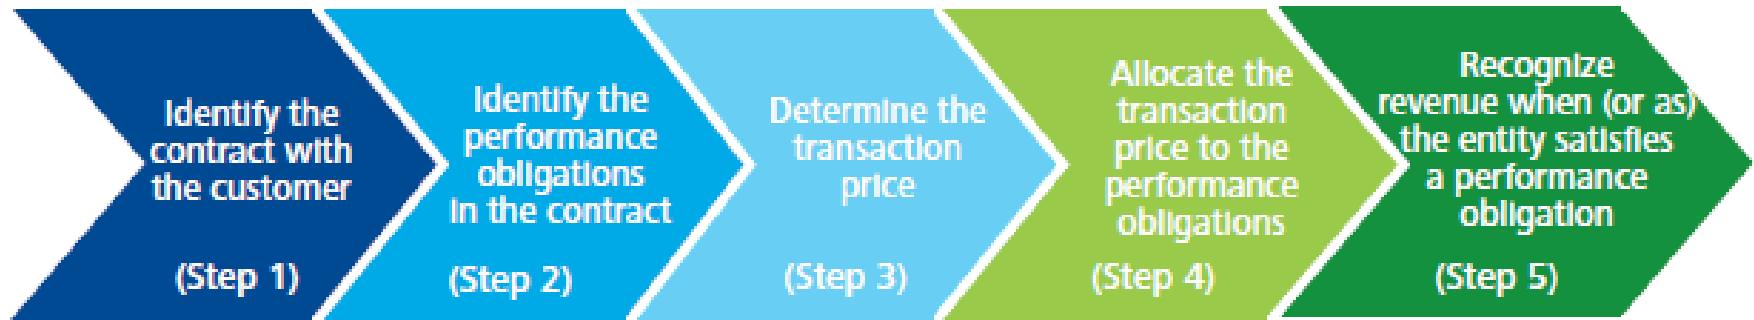 Identify the
contract with
the customer
(Step 1)
Identify the
performance
obligations
in the contract
(Step 2)
Determine the
transaction
price
(Step 3)
Allocate the
transaction
price to the
performance
obligations
(Step 4)
Recognize
revenue when (or as)
the entity satisfies
a performance
obligation
(Step 5)